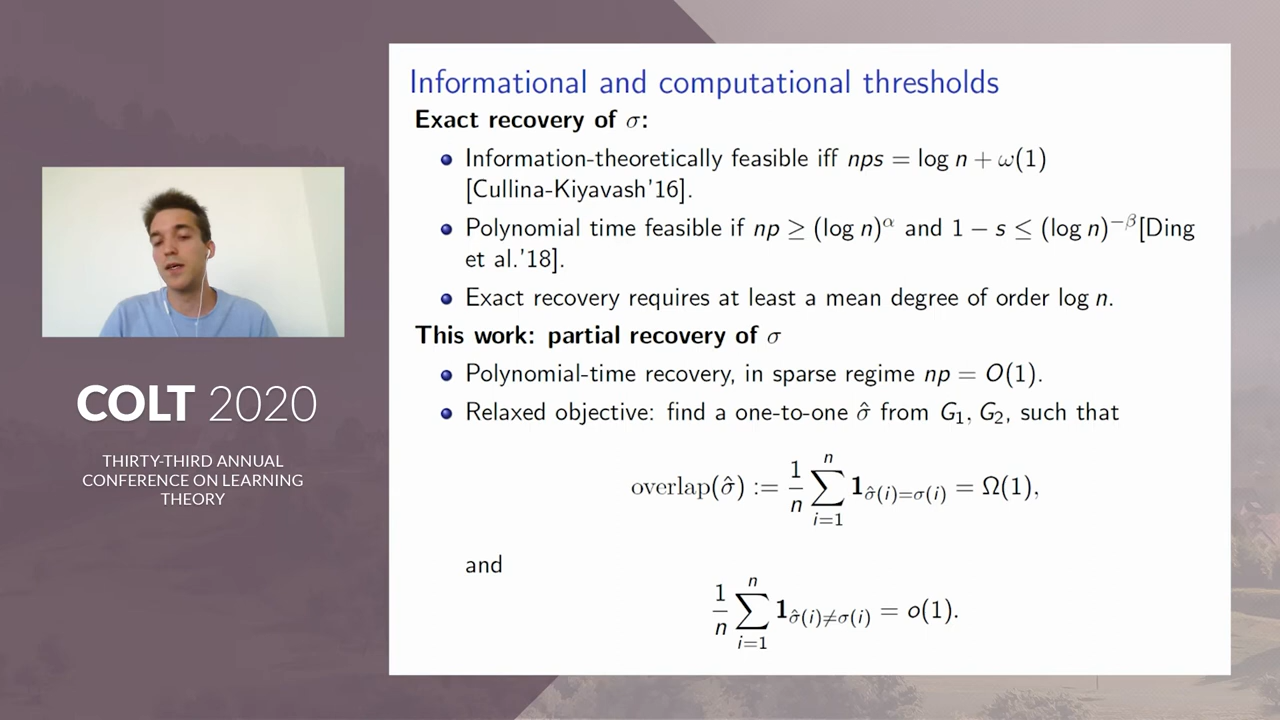 Informational and computational thresholds
Exact recovery of σ:
Information-theoretically feasible iff nps = log n + ω(1)
[Cullina-Kiyavash'16].
Polynomial time feasible if np ≥ (log n)^α and 1 − s ≤ (log n)^{−β}[Ding
et al.'18].
Exact recovery requires at least a mean degree of order log n.
This work: partial recovery of σ
Polynomial-time recovery, in sparse regime np = O(1).
Relaxed objective: find a one-to-one σ̂ from G₁, G₂, such that
overlap(σ̂) := 1/n ∑_{i=1}^{n} 1_{σ̂(i)=σ(i)} = Ω(1),
and
1/n ∑_{i=1}^{n} 1_{σ̂(i)≠σ(i)} = o(1).
COLT 2020
THIRTY-THIRD ANNUAL
CONFERENCE ON LEARNING
THEORY